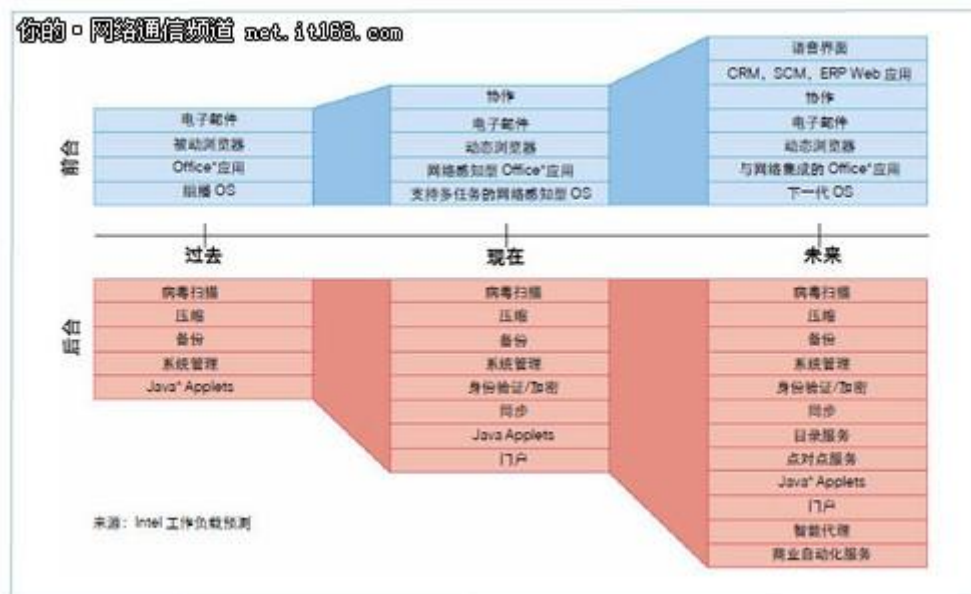 你的·网络通信频道 net.it168.com
前台
电子邮件
被动浏览器
Office*应用
组播 OS
协作
电子邮件
动态浏览器
网络感知型 Office*应用
支持多任务的网络感知型 OS
语音界面
CRM，SCM，ERP Web 应用
协作
电子邮件
动态浏览器
与网络集成的 Office*应用
下一代 OS
过去
现在
未来
后台
病毒扫描
压缩
备份
系统管理
Java* Applets
病毒扫描
压缩
备份
系统管理
身份验证/加密
同步
Java Applets
门户
病毒扫描
压缩
备份
系统管理
身份验证/加密
同步
目录服务
点对点服务
Java* Applets
门户
智能代理
商业自动化服务
来源：Intel 工作负载预测